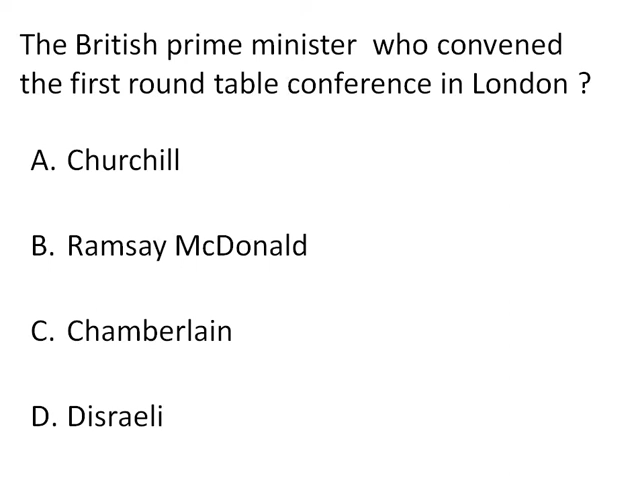 The British prime minister  who convened
the first round table conference in London ?
A. Churchill
B. Ramsay McDonald
C. Chamberlain
D. Disraeli